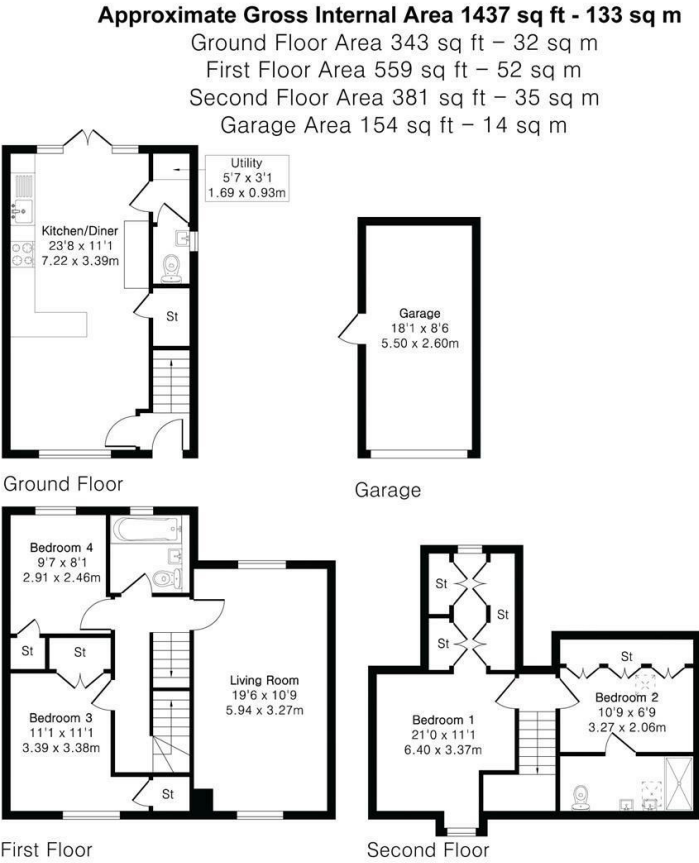 Approximate Gross Internal Area 1437 sq ft - 133 sq m
Ground Floor Area 343 sq ft – 32 sq m
First Floor Area 559 sq ft – 52 sq m
Second Floor Area 381 sq ft – 35 sq m
Garage Area 154 sq ft – 14 sq m
Utility
5'7 x 3'1
1.69 x 0.93m
Kitchen/Diner
23'8 x 11'1
7.22 x 3.39m
St
Ground Floor
Garage
18'1 x 8'6
5.50 x 2.60m
Garage
Bedroom 4
9'7 x 8'1
2.91 x 2.46m
St
St
Living Room
19'6 x 10'9
5.94 x 3.27m
Bedroom 3
11'1 x 11'1
3.39 x 3.38m
St
First Floor
St
St
St
St
Bedroom 1
21'0 x 11'1
6.40 x 3.37m
Bedroom 2
10'9 x 6'9
3.27 x 2.06m
Second Floor